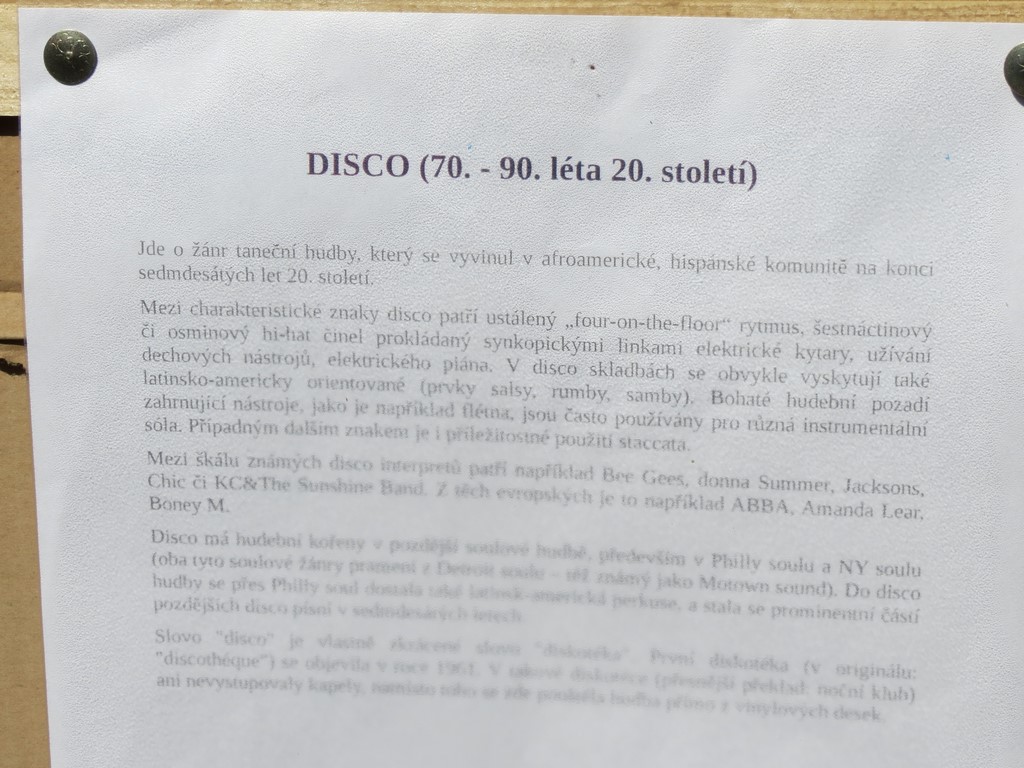 DISCO (70. - 90. léta 20. století)
Jde o žánr taneční hudby, který se vyvinul v afroamerické, hispánské komunitě na konci
sedmdesátých let 20. století.
Mezi charakteristické znaky disco patří ustálený „four-on-the-floor“ rytmus, šestnáctinový
či osminový hi-hat činel prokládaný synkopickými linkami elektrické kytary, užívání
dechových nástrojů, elektrického piána. V disco skladbách se obvykle vyskytují také
latinsko-americky orientované (prvky salsy, rumby, samby). Bohaté hudební pozadí
zahrnující nástroje, jako je například flétna, jsou často používány pro různá instrumentální
sóla. Případným dalším znakem je i příležitostné použití staccata.
Mezi škálu známých disco interpretů patří například Bee Gees, donna Summer, Jacksons,
Chic či KC&The Sunshine Band. Z těch evropských je to například ABBA, Amanda Lear,
Boney M.
Disco má hudební kořeny v pozdější soulové hudbě, především v Philly soulu a NY soulu
(oba tyto soulové žánry pramení z Detroit soulu – též známý jako Motown sound). Do disco
hudby se přes Philly soul dostala také latinsk-americká perkuse, a stala se prominentní částí
pozdějších disco písní v sedmdesárých letech.
Slovo "disco" je vlastně zkrácené slovo "diskotéka". První diskotéka (v originálu:
"discothéque") se objevila v roce 1961. V takové diskotéce (přesnější překlad: noční klub)
ani nevystupovaly kapely, namísto toho se zde pouštěla hudba přímo z vinylových desek.